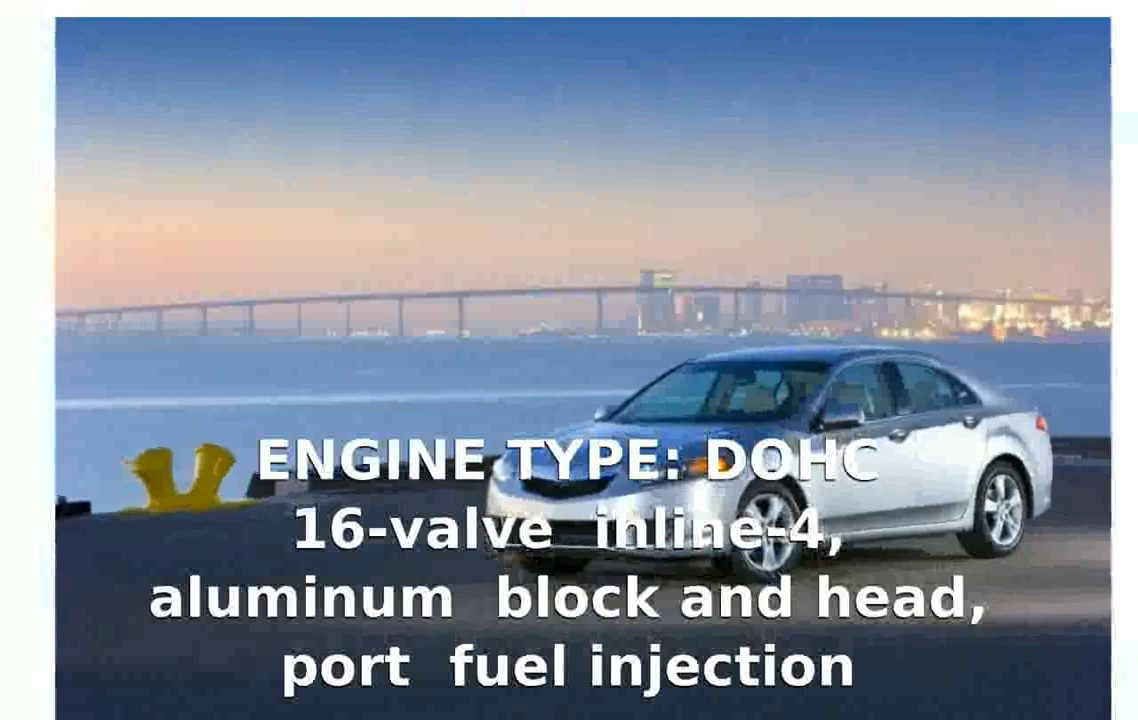 ENGINE TYPE: DOHC
16-valve inline-4,
aluminum block and head,
port fuel injection